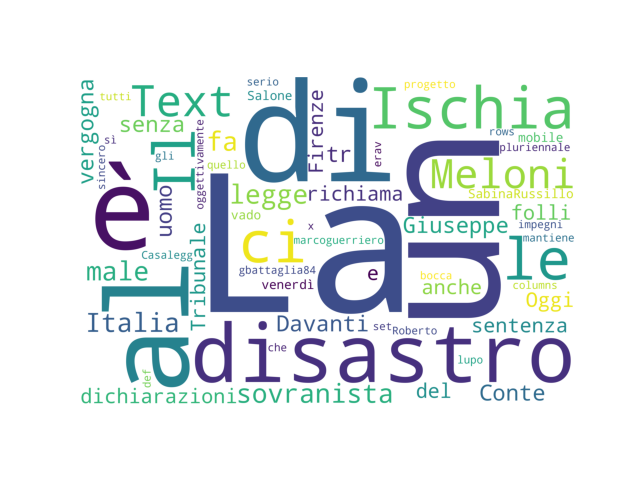 serio
progetto
vergogna
tutti
Text
Salone
di
Ischia
senza
fa
Firenze
itr
erav
rows
mobile
pluriennale
sì
gli
Il
oggettivamente
quello
sincero
è
uomo
legge
richiama
La
un
Meloni
SabinaRussillo
folli
Giuseppe
impegni
mantiene
vado
x
marcoguerriero
ci
le
Casalegg
Tribunale
gbattaglia84
male
venerdì
e
anche
bocca
columns
Oggi
al
Italia
Davanti
set
Roberto
sentenza
disastro
che
lupo
def
dichiarazioni
sovranista
del
Conte